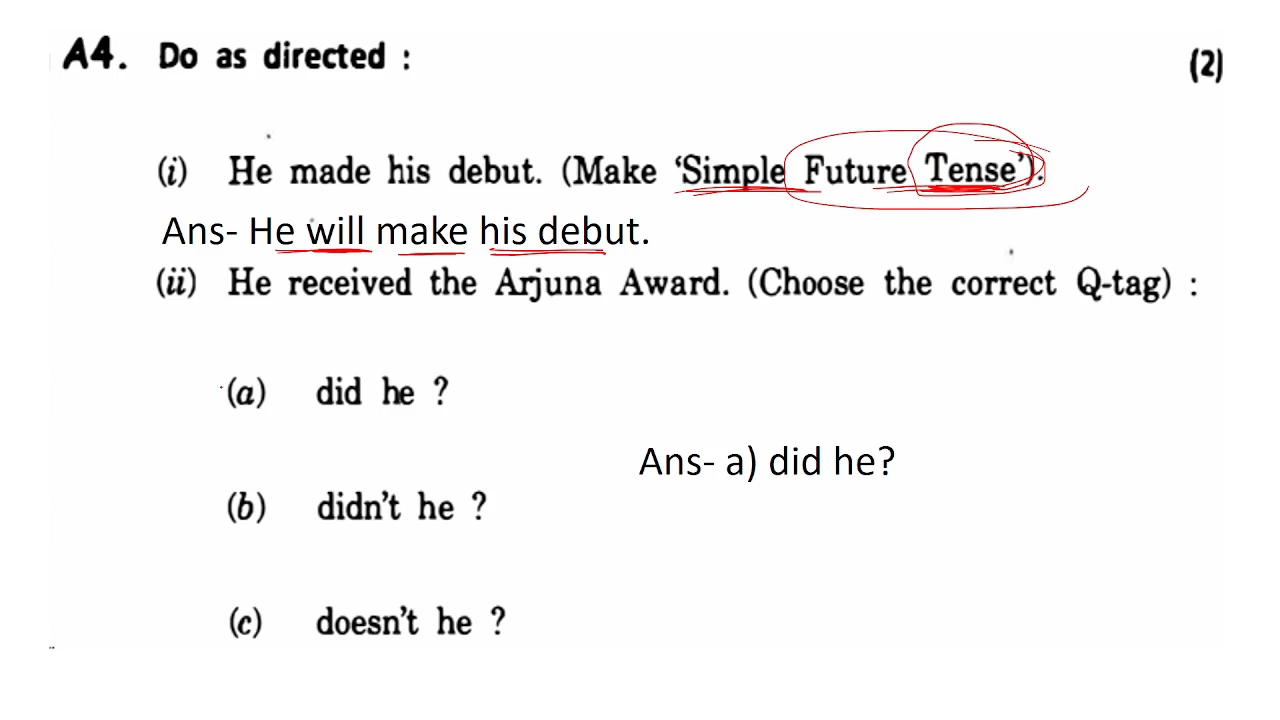 A4. Do as directed : (2)
(i) He made his debut. (Make ‘Simple Future Tense’).
Ans- He will make his debut.
(ii) He received the Arjuna Award. (Choose the correct Q-tag) :
(a) did he ?
Ans- a) did he?
(b) didn’t he ?
(c) doesn’t he ?